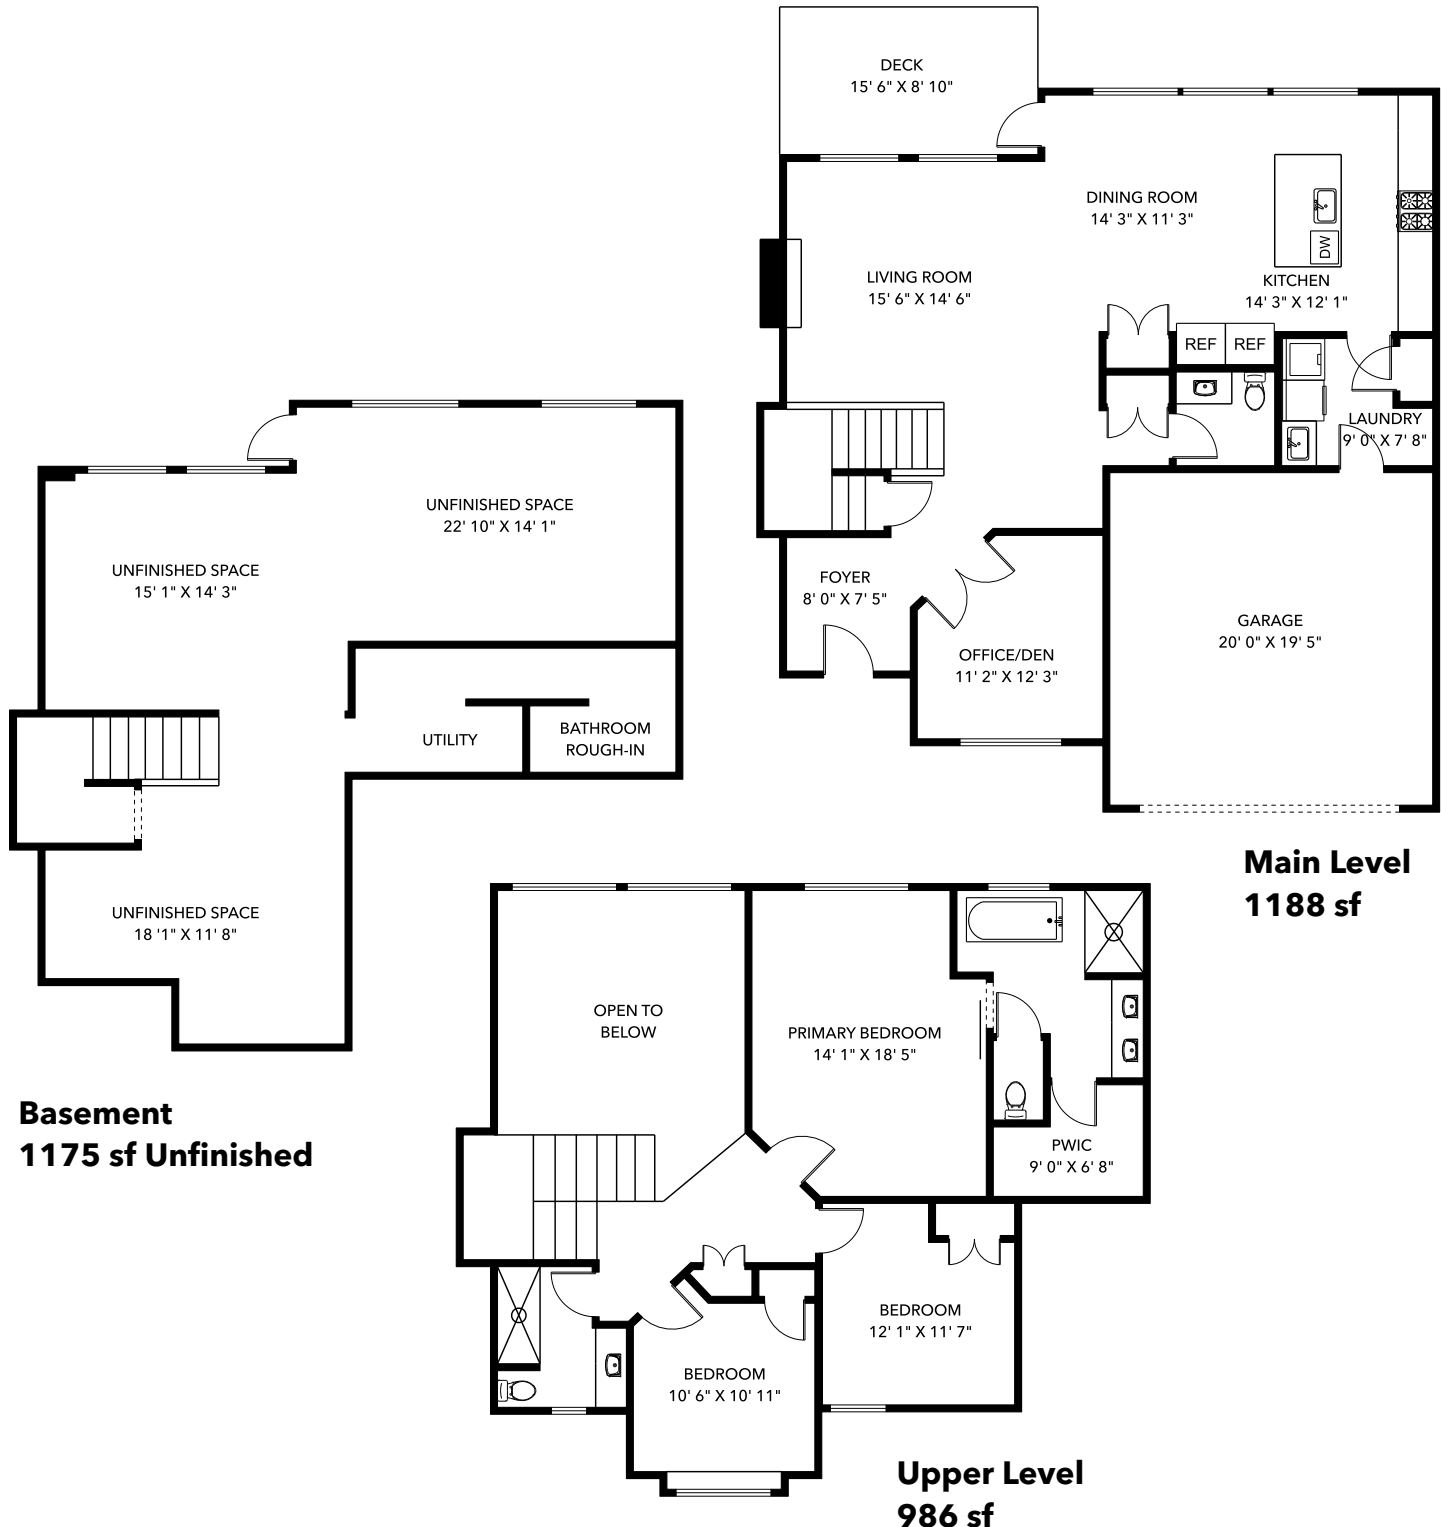 DECK
15' 6" X 8' 10"
DINING ROOM
14' 3" X 11' 3"
DW
LIVING ROOM
15' 6" X 14' 6"
KITCHEN
14' 3" X 12' 1"
REF
REF
LAUNDRY
9' 0" X 7' 8"
FOYER
8' 0" X 7' 5"
OFFICE/DEN
11' 2" X 12' 3"
GARAGE
20' 0" X 19' 5"
Main Level
1188 sf
UNFINISHED SPACE
22' 10" X 14' 1"
UNFINISHED SPACE
15' 1" X 14' 3"
UTILITY
BATHROOM
ROUGH-IN
UNFINISHED SPACE
18 '1" X 11' 8"
Basement
1175 sf Unfinished
OPEN TO
BELOW
PRIMARY BEDROOM
14' 1" X 18' 5"
PWIC
9' 0" X 6' 8"
BEDROOM
12' 1" X 11' 7"
BEDROOM
10' 6" X 10' 11"
Upper Level
986 sf